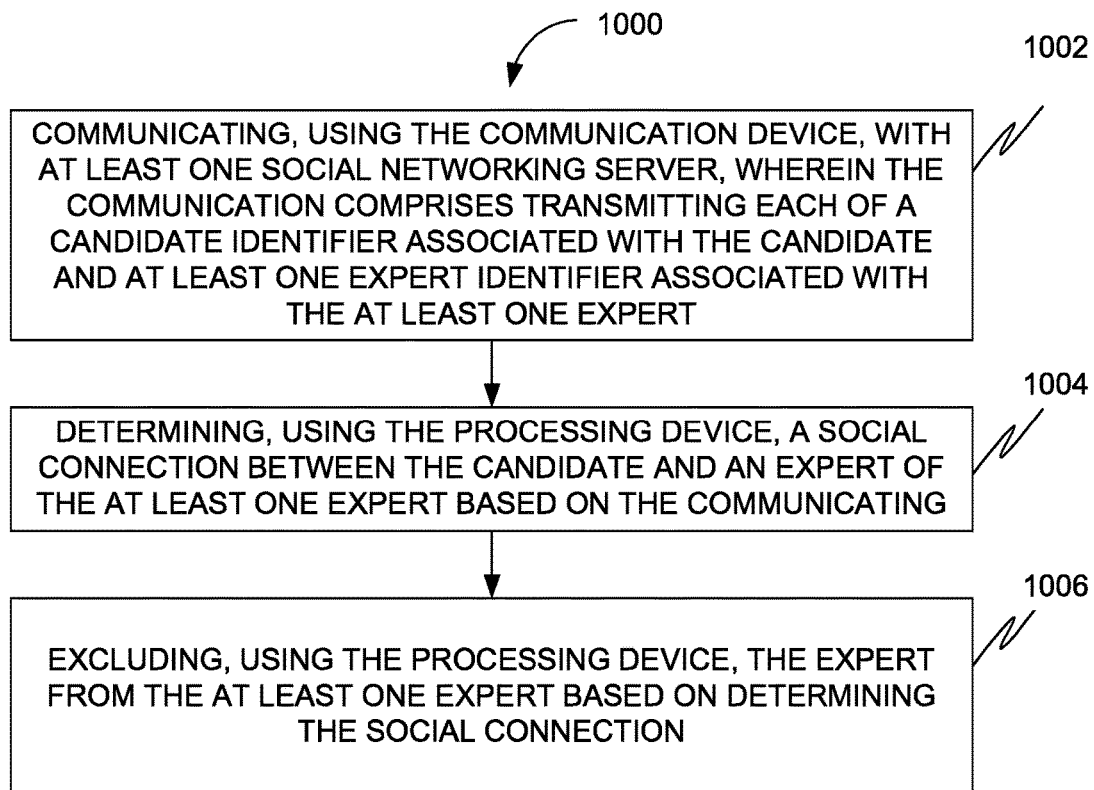 1000
1002
COMMUNICATING, USING THE COMMUNICATION DEVICE, WITH
AT LEAST ONE SOCIAL NETWORKING SERVER, WHEREIN THE
COMMUNICATION COMPRISES TRANSMITTING EACH OF A
CANDIDATE IDENTIFIER ASSOCIATED WITH THE CANDIDATE
AND AT LEAST ONE EXPERT IDENTIFIER ASSOCIATED WITH
THE AT LEAST ONE EXPERT
1004
DETERMINING, USING THE PROCESSING DEVICE, A SOCIAL
CONNECTION BETWEEN THE CANDIDATE AND AN EXPERT OF
THE AT LEAST ONE EXPERT BASED ON THE COMMUNICATING
1006
EXCLUDING, USING THE PROCESSING DEVICE, THE EXPERT
FROM THE AT LEAST ONE EXPERT BASED ON DETERMINING
THE SOCIAL CONNECTION